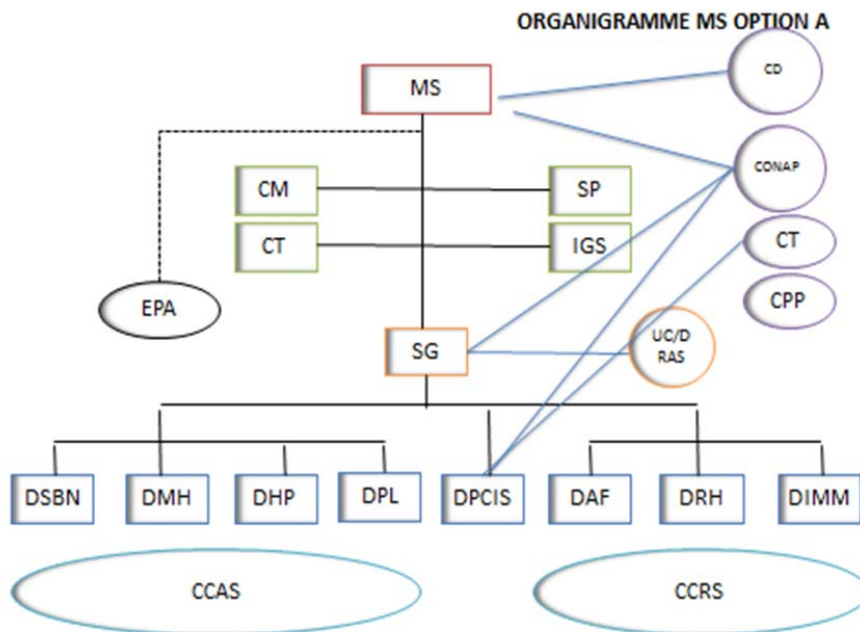 ORGANIGRAMME MS OPTION A
CD
MS
CONAP
CM
SP
CT
IGS
CT
EPA
CPP
SG
UC/D
RAS
DSBN
DMH
DHP
DPL
DPCIS
DAF
DRH
DIMM
CCAS
CCRS